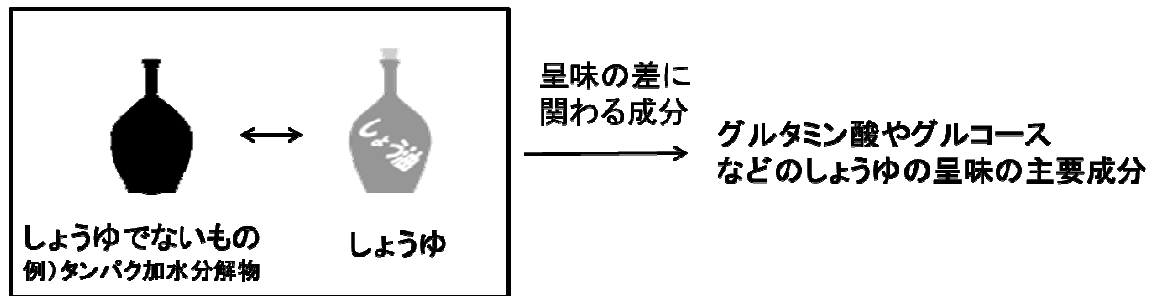 しょう油
しょうゆでないもの
例)タンパク加水分解物
しょうゆ
呈味の差に
関わる成分
グルタミン酸やグルコース
などのしょうゆの呈味の主要成分